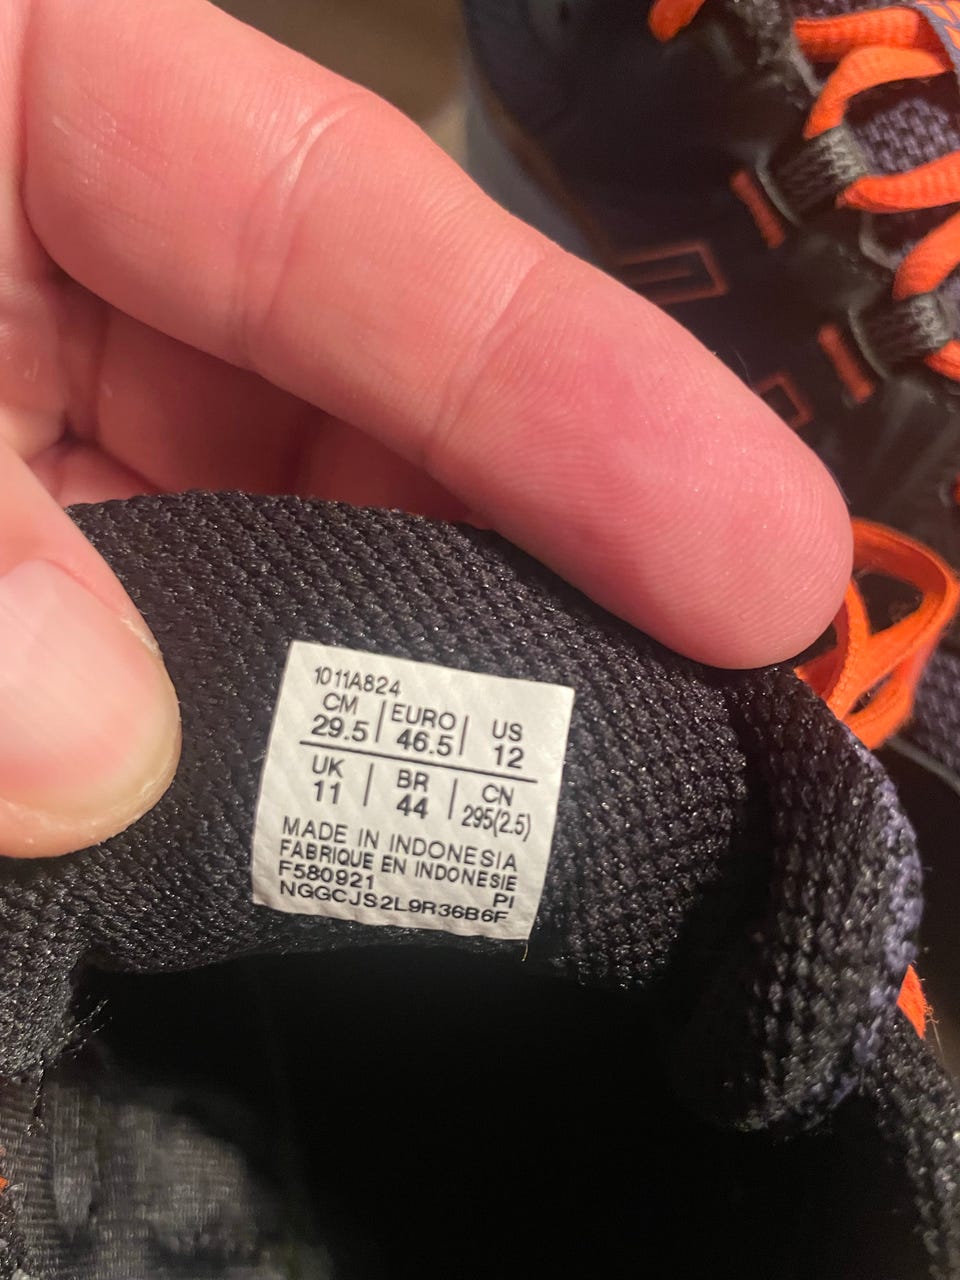 1011A824
CM | EURO | US
29.5 | 46.5 | 12
UK | BR | CN
11 | 44 | 295(2.5)
MADE IN INDONESIA
FABRIQUE EN INDONESIE
F580921 PI
NGGCJS2L9R36B6F